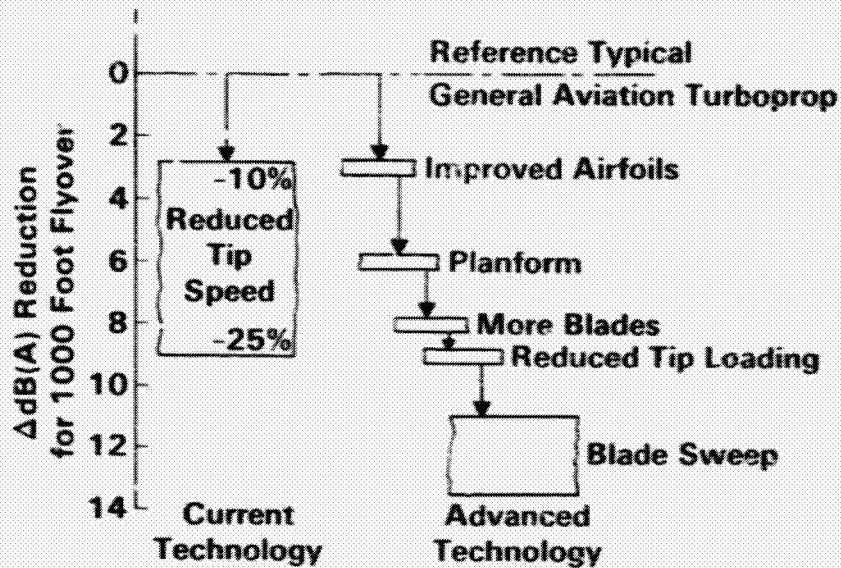 Reference Typical
General Aviation Turboprop
ΔdB(A) Reduction
for 1000 Foot Flyover
0
2
4
6
8
10
12
14
-10%
Reduced
Tip
Speed
-25%
Improved Airfoils
Planform
More Blades
Reduced Tip Loading
Blade Sweep
Current
Technology
Advanced
Technology